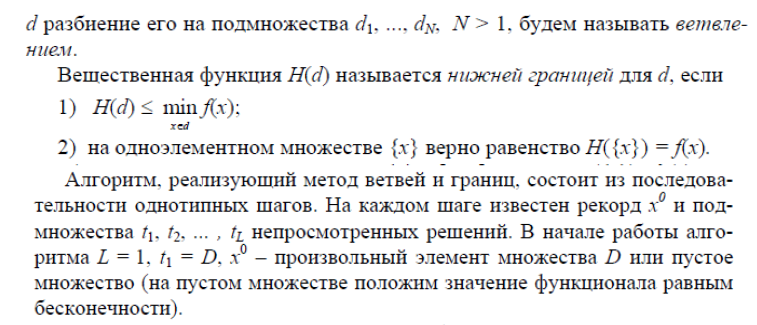 d разбиение его на подмножества d₁, ..., d_N, N > 1, будем называть ветвле-
нием.
Вещественная функция H(d) называется нижней границей для d, если
1) H(d) ≤ min f(x);
x∈d
2) на одноэлементном множестве {x} верно равенство H({x}) = f(x).
Алгоритм, реализующий метод ветвей и границ, состоит из последова-
тельности однотипных шагов. На каждом шаге известен рекорд x⁰ и под-
множества t₁, t₂, ... , t_L непросмотренных решений. В начале работы алго-
ритма L = 1, t₁ = D, x⁰ – произвольный элемент множества D или пустое
множество (на пустом множестве положим значение функционала равным
бесконечности).